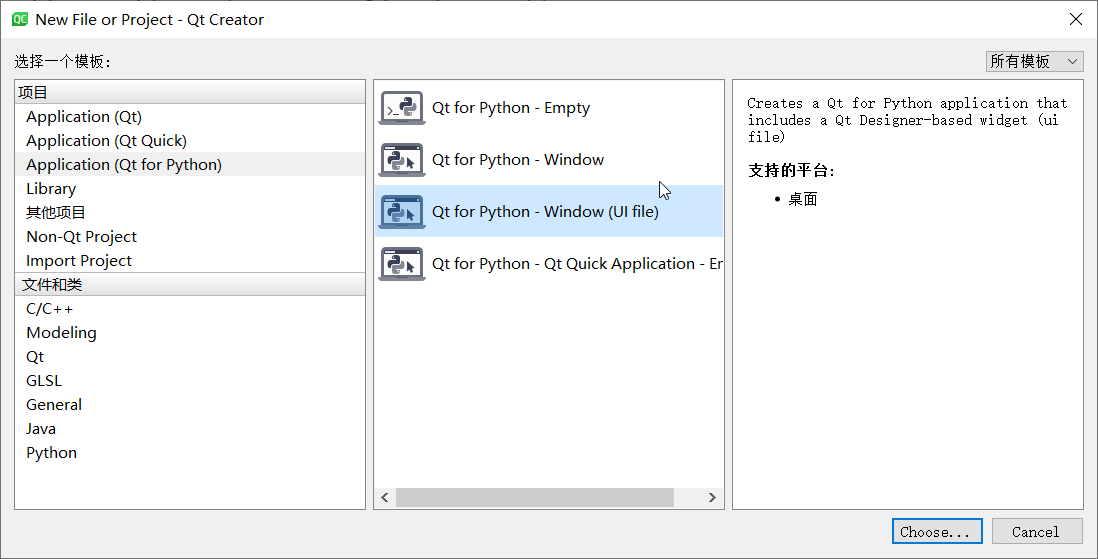 New File or Project - Qt Creator
选择一个模板:
所有模板
项目
Application (Qt)
Application (Qt Quick)
Application (Qt for Python)
Library
其他项目
Non-Qt Project
Import Project
文件和类
C/C++
Modeling
Qt
GLSL
General
Java
Python
Qt for Python - Empty
Qt for Python - Window
Qt for Python - Window (UI file)
Qt for Python - Qt Quick Application - Er
Creates a Qt for Python application that
includes a Qt Designer-based widget (ui
file)
支持的平台:
• 桌面
Choose...
Cancel